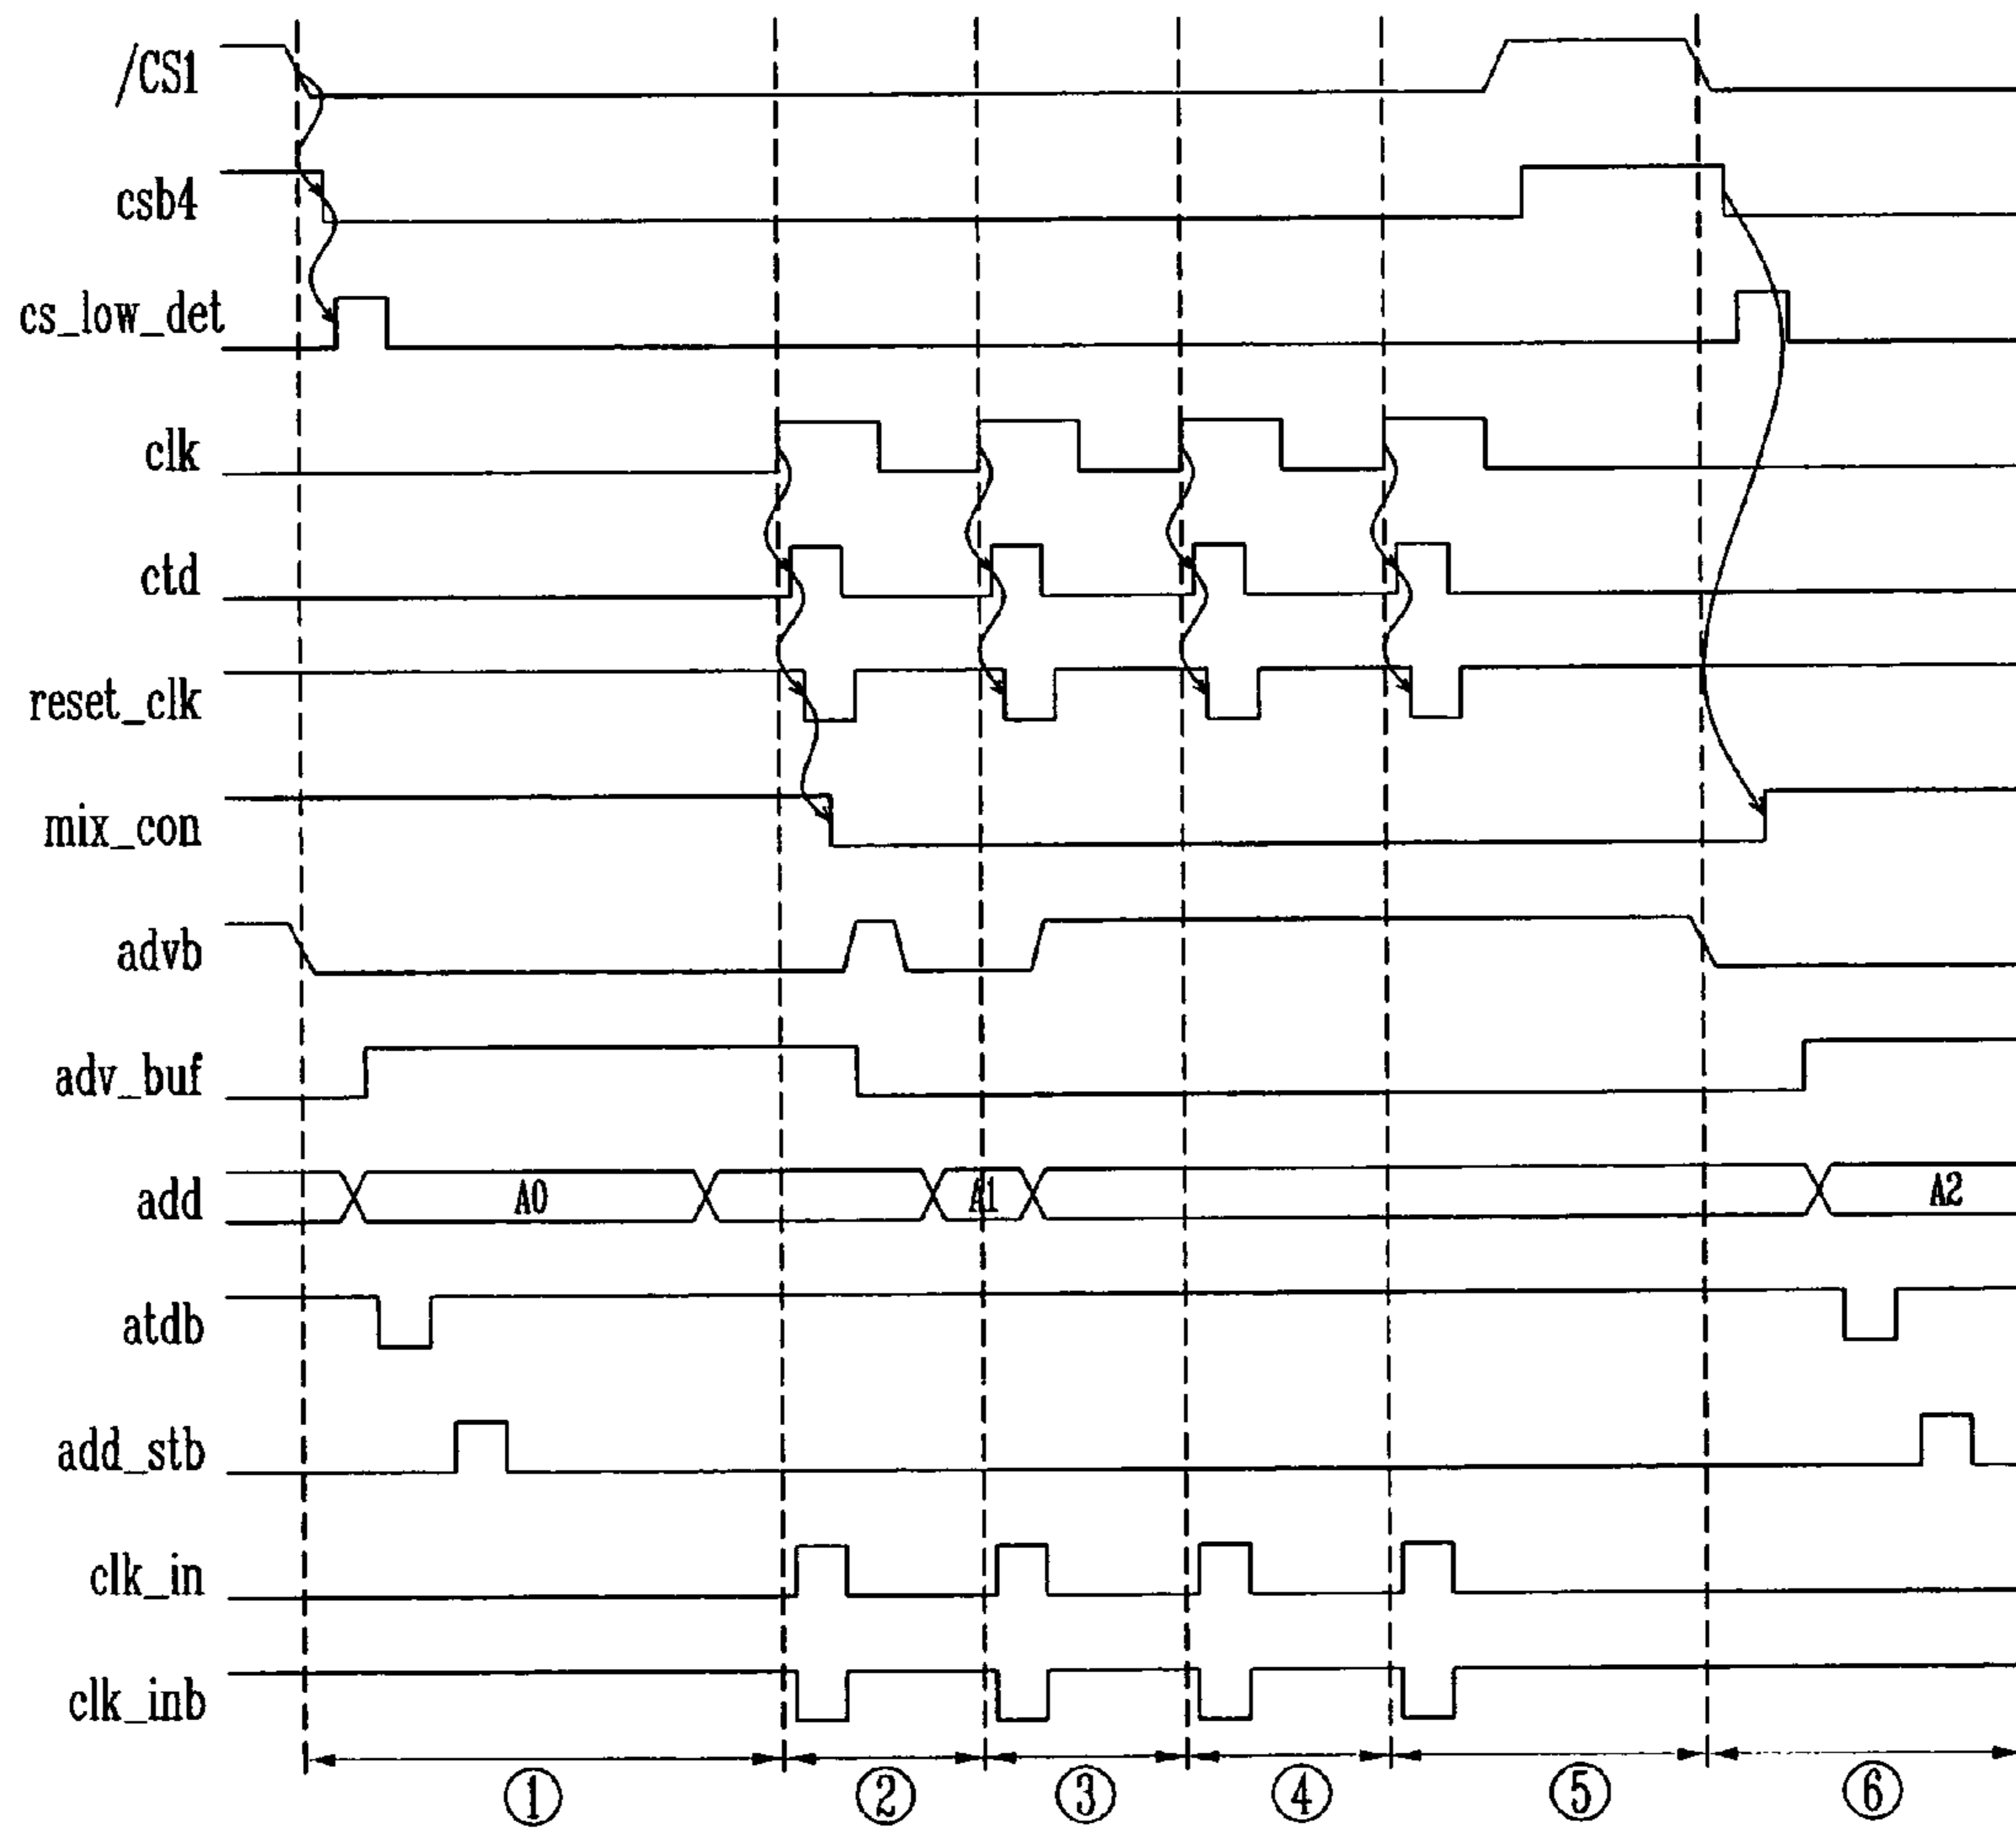 /CS1
csb4
cs_low_det
clk
ctd
reset_clk
mix_con
advb
adv_buf
add A0 A1 A2
atdb
add_stb
clk_in
clk_inb
① ② ③ ④ ⑤ ⑥